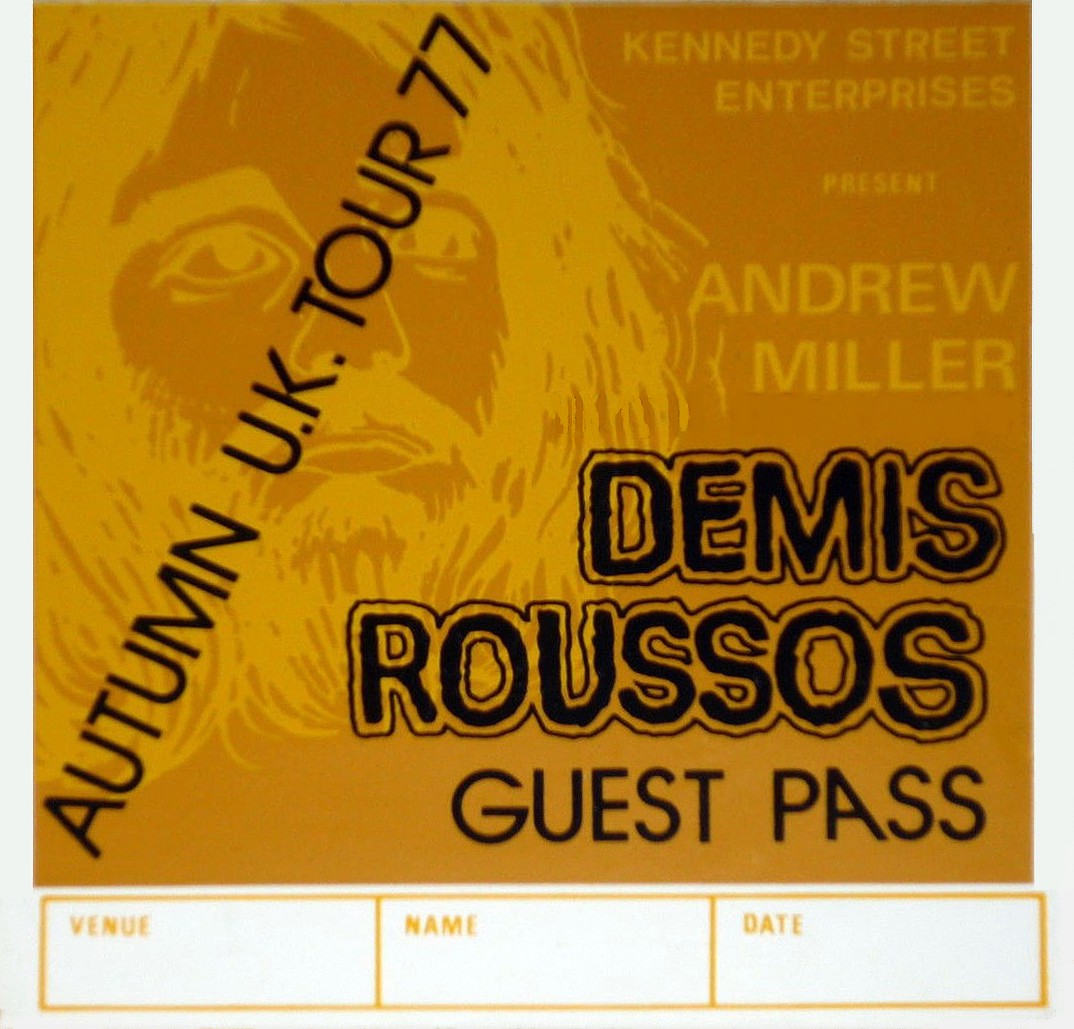 KENNEDY STREET
ENTERPRISES
PRESENT
ANDREW
MILLER
AUTUMN U.K. TOUR 77
DEMIS
ROUSSOS
GUEST PASS
VENUE
NAME
DATE